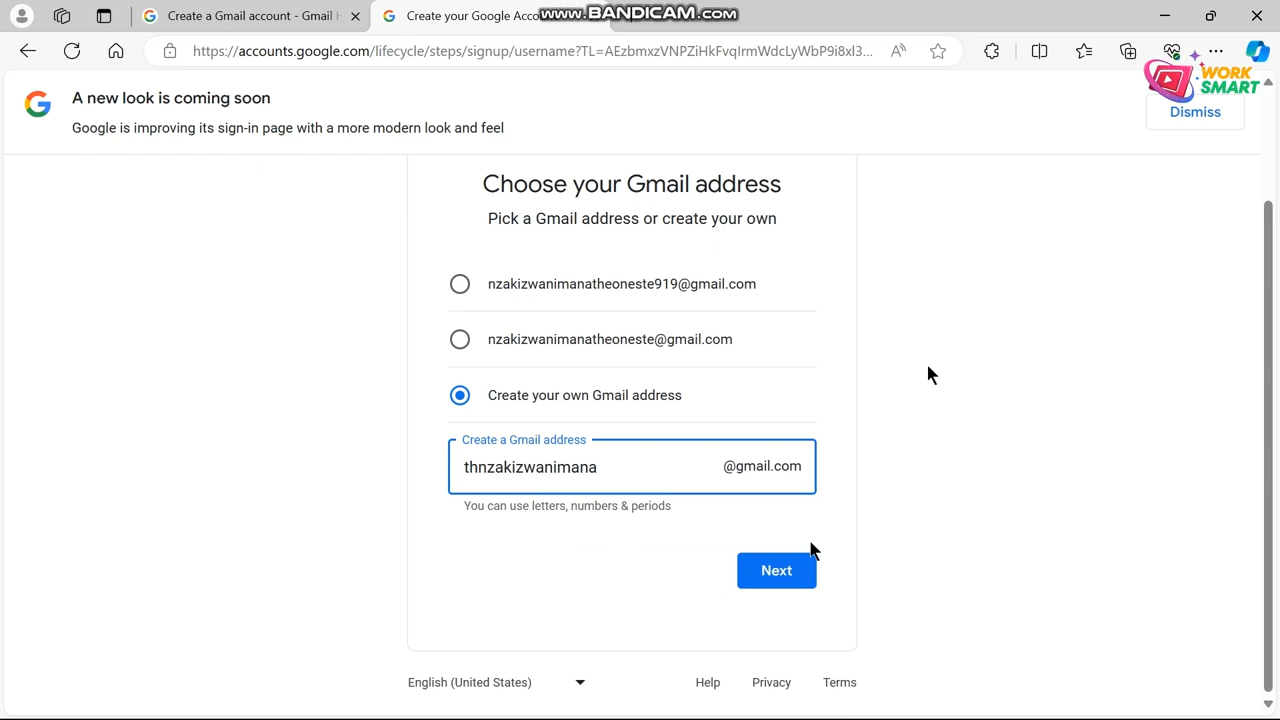 Create a Gmail account - Gmail H
Create your Google Acco
www.BANDICAM.com
https://accounts.google.com/lifecycle/steps/signup/username?TL=AEzbmxzVNPZiHkFvqIrmWdcLyWbP9i8xl3...
WORK
SMART
A new look is coming soon
Google is improving its sign-in page with a more modern look and feel
Dismiss
Choose your Gmail address
Pick a Gmail address or create your own
nzakizwanimanatheoneste919@gmail.com
nzakizwanimanatheoneste@gmail.com
Create your own Gmail address
Create a Gmail address
thnzakizwanimana @gmail.com
You can use letters, numbers & periods
Next
English (United States) Help Privacy Terms